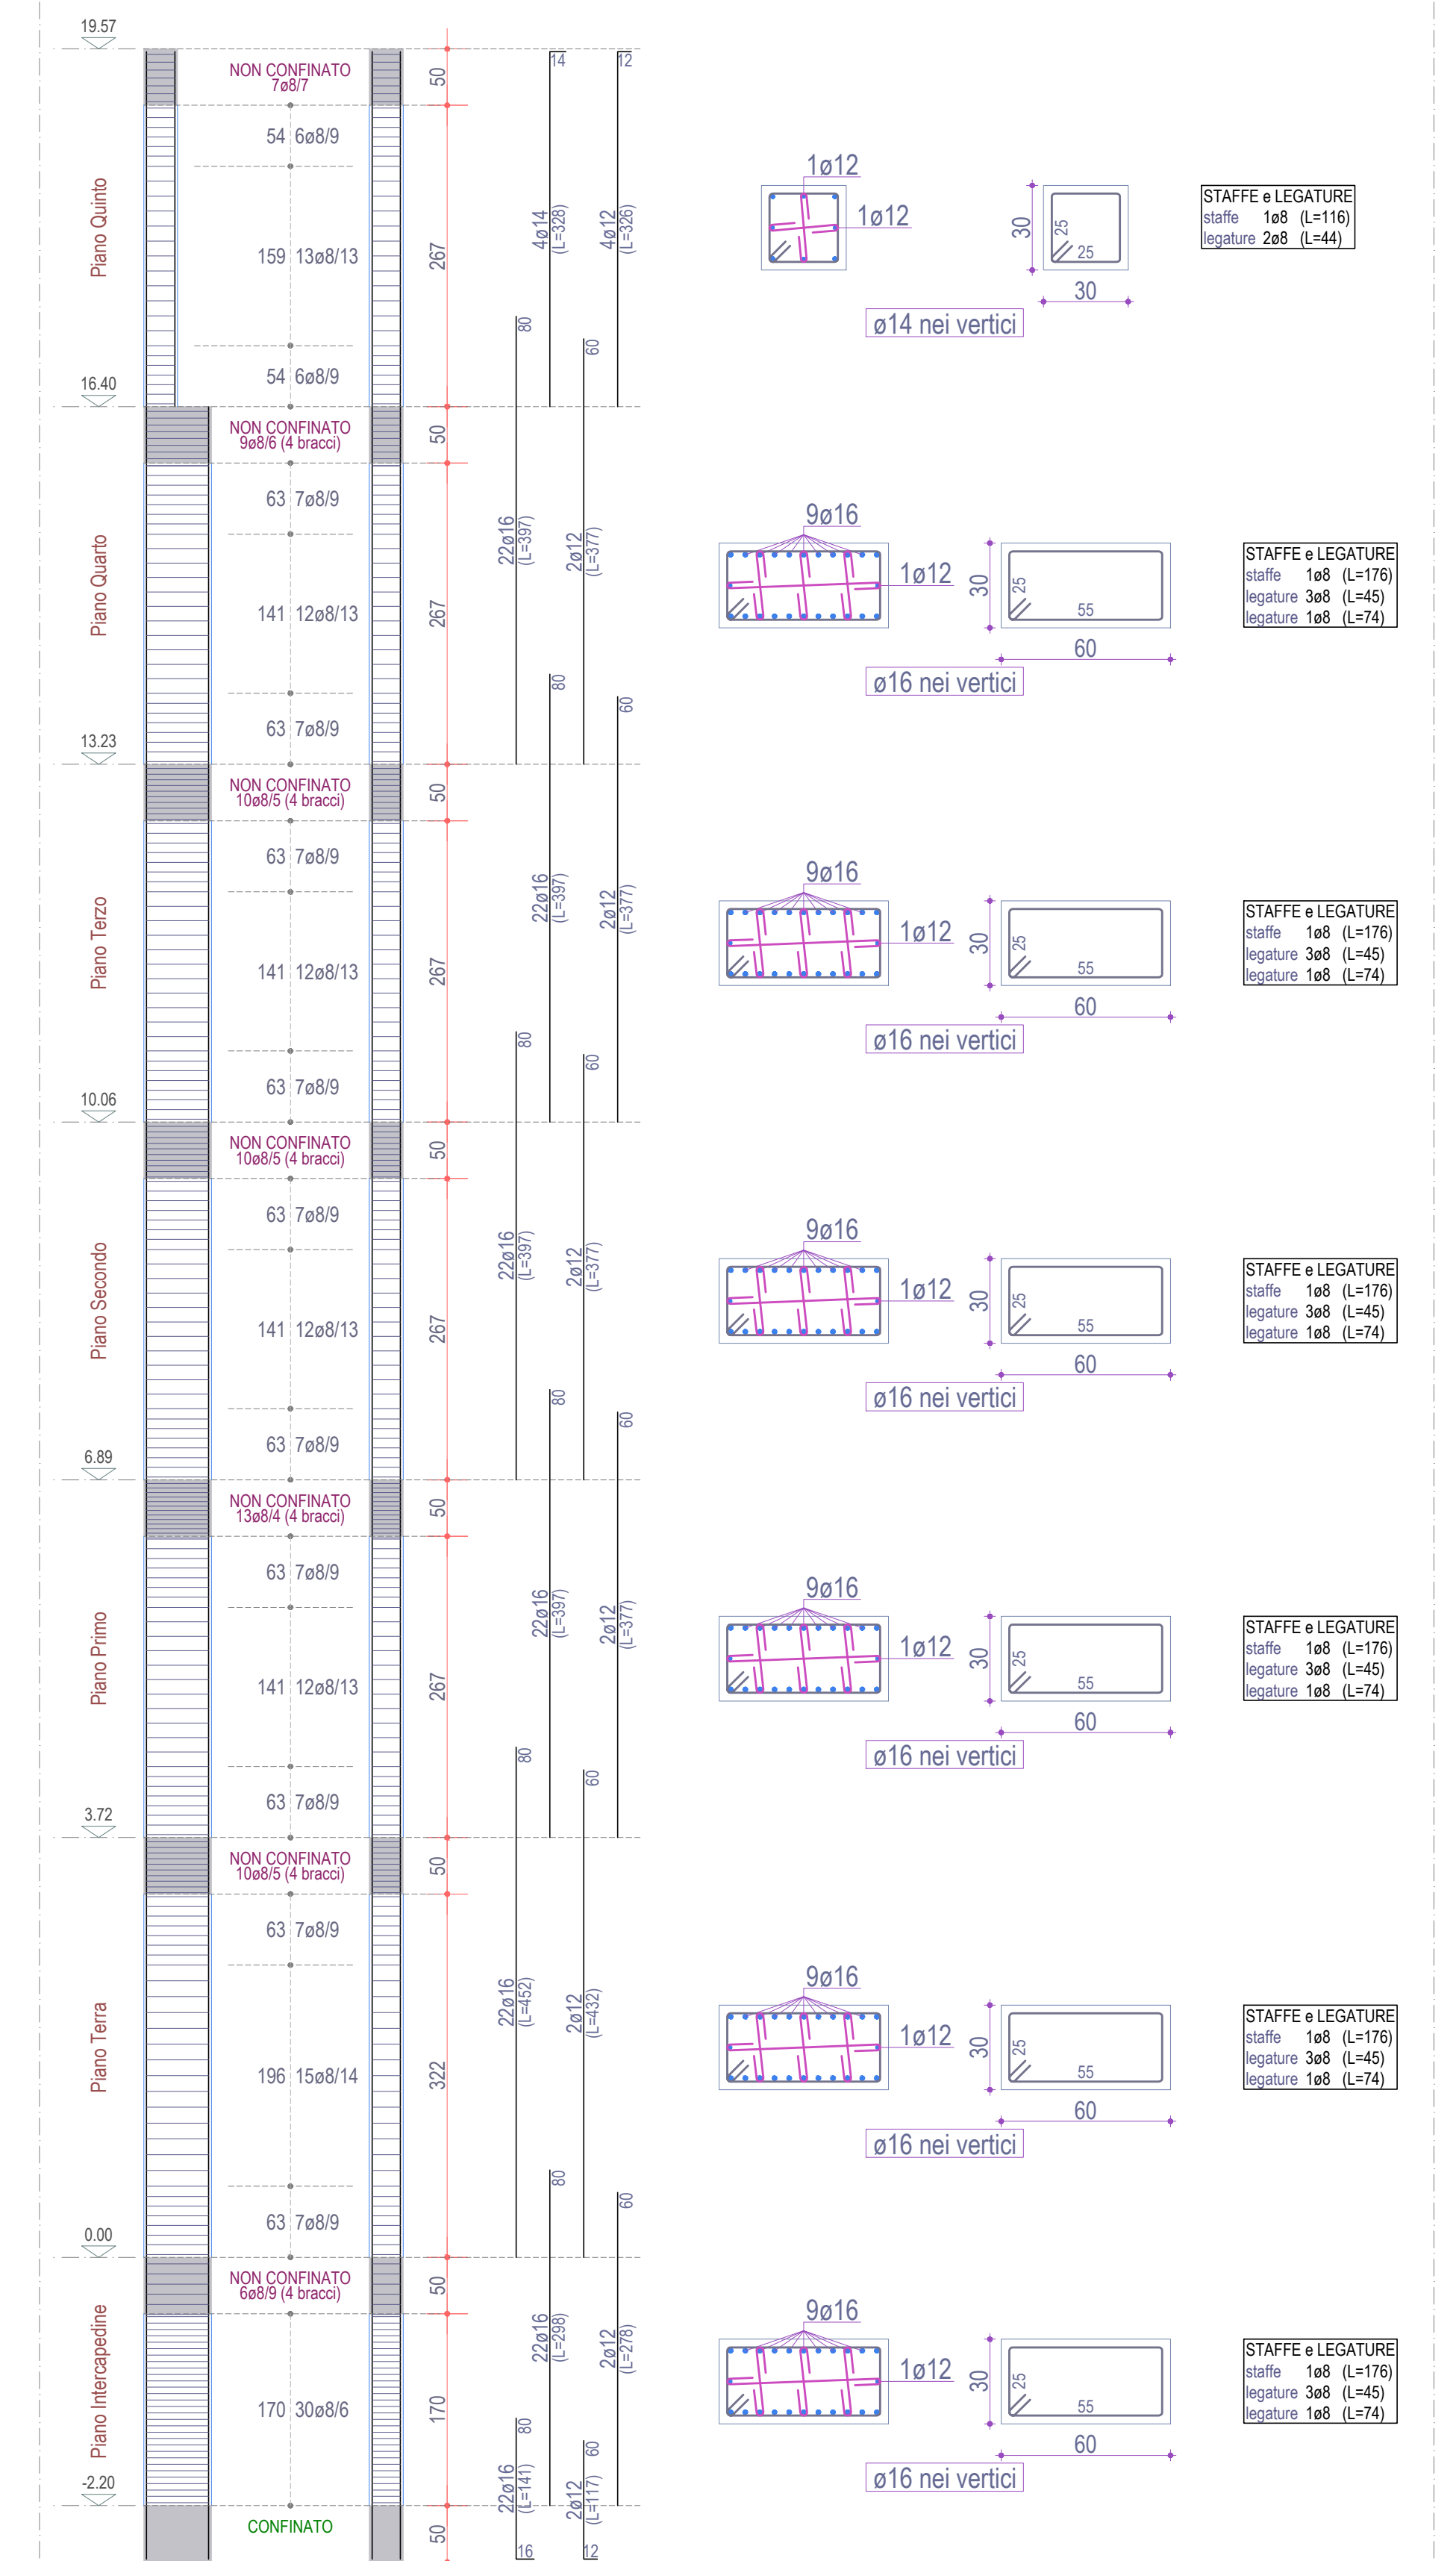 19.57
NON CONFINATO
7ø8/7
50
14
12
54 6ø8/9
Piano Quinto
159 13ø8/13
267
4ø14
(L=328)
4ø12
(L=326)
80
60
54 6ø8/9
1ø12
1ø12
30
25
25
30
ø14 nei vertici
STAFFE e LEGATURE
staffe 1ø8 (L=116)
legature 2ø8 (L=44)
16.40
NON CONFINATO
9ø8/6 (4 bracci)
50
63 7ø8/9
Piano Quarto
141 12ø8/13
267
22ø16
(L=397)
2ø12
(L=377)
80
60
63 7ø8/9
9ø16
1ø12
30
25
55
60
ø16 nei vertici
STAFFE e LEGATURE
staffe 1ø8 (L=176)
legature 3ø8 (L=45)
legature 1ø8 (L=74)
13.23
NON CONFINATO
10ø8/5 (4 bracci)
50
63 7ø8/9
Piano Terzo
141 12ø8/13
267
22ø16
(L=397)
2ø12
(L=377)
80
60
63 7ø8/9
9ø16
1ø12
30
25
55
60
ø16 nei vertici
STAFFE e LEGATURE
staffe 1ø8 (L=176)
legature 3ø8 (L=45)
legature 1ø8 (L=74)
10.06
NON CONFINATO
10ø8/5 (4 bracci)
50
63 7ø8/9
Piano Secondo
141 12ø8/13
267
22ø16
(L=397)
2ø12
(L=377)
80
60
63 7ø8/9
9ø16
1ø12
30
25
55
60
ø16 nei vertici
STAFFE e LEGATURE
staffe 1ø8 (L=176)
legature 3ø8 (L=45)
legature 1ø8 (L=74)
6.89
NON CONFINATO
13ø8/4 (4 bracci)
50
63 7ø8/9
Piano Primo
141 12ø8/13
267
22ø16
(L=397)
2ø12
(L=377)
80
60
63 7ø8/9
9ø16
1ø12
30
25
55
60
ø16 nei vertici
STAFFE e LEGATURE
staffe 1ø8 (L=176)
legature 3ø8 (L=45)
legature 1ø8 (L=74)
3.72
NON CONFINATO
10ø8/5 (4 bracci)
50
63 7ø8/9
Piano Terra
196 15ø8/14
322
22ø16
(L=452)
2ø12
(L=432)
80
60
63 7ø8/9
9ø16
1ø12
30
25
55
60
ø16 nei vertici
STAFFE e LEGATURE
staffe 1ø8 (L=176)
legature 3ø8 (L=45)
legature 1ø8 (L=74)
0.00
NON CONFINATO
6ø8/9 (4 bracci)
50
Piano Intercapedine
170 30ø8/6
170
22ø16
(L=298)
2ø12
(L=278)
80
60
9ø16
1ø12
30
25
55
60
ø16 nei vertici
STAFFE e LEGATURE
staffe 1ø8 (L=176)
legature 3ø8 (L=45)
legature 1ø8 (L=74)
-2.20
22ø16
(L=141)
2ø12
(L=117)
CONFINATO
50
16
12